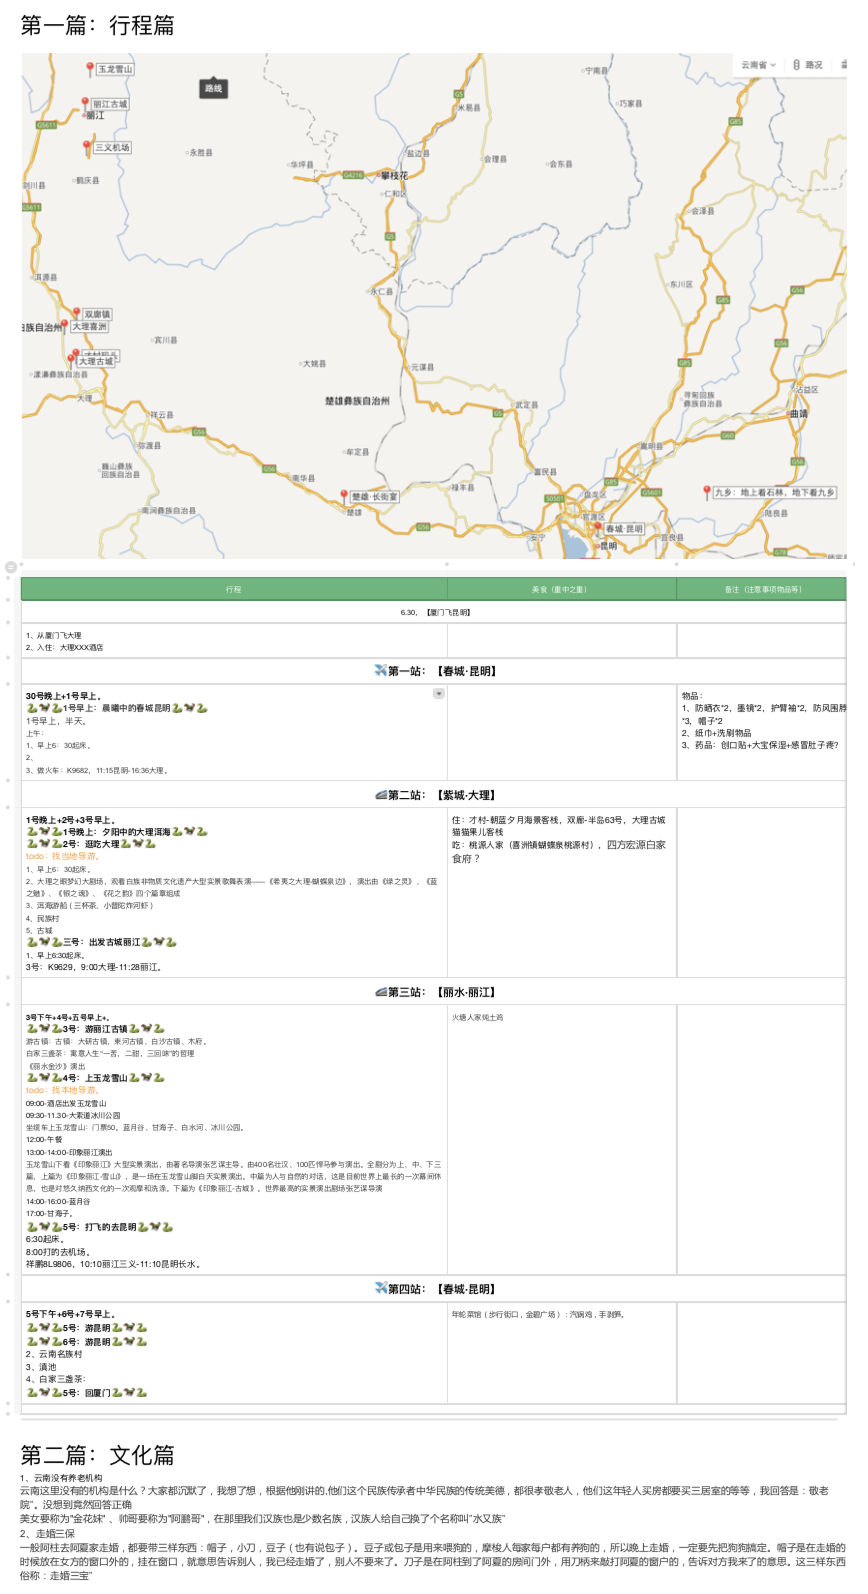 第一篇：行程篇
云南省
路况
路线
玉龙雪山
丽江古城
丽江
三义机场
G5611
永胜县
华坪县
鹤庆县
剑川县
G5611
宁南县
G5
米易县
巧家县
G85
盐边县
会理县
会东县
G4216
攀枝花
仁和区
G5
会泽县
洱源县
永仁县
东川区
G56
G85
双廊镇
大理喜洲
宾川县
G56
大理古城
漾濞彝族自治县
大理
大姚县
元谋县
G85
楚雄彝族自治州
寻甸回族
彝族自治县
沾益区
曲靖
祥云县
G56
G5
武定县
弥渡县
牟定县
嵩明县
G60
巍山彝族
回族自治县
G56
南华县
富民县
G56
楚雄·长街宴
禄丰县
G85
盘龙区
G5601
九乡：地上看石林，地下看九乡
南涧彝族自治县
楚雄
G56
官渡区
春城·昆明
陆良县
安宁
昆明
宜良县
G78
行程
美食（重中之重）
备注（注意事项物品等）
6.30，【厦门飞昆明】
1、从厦门飞大理
2、入住：大理XXX酒店
✈️第一站：【春城·昆明】
30号晚上+1号早上。
🐍🐒🐍1号早上：晨曦中的春城昆明🐍🐒🐍
1号早上，半天。
上午：
1、早上6：30起床。
2、
3、做火车：K9682，11:15昆明-16:36大理。
物品：
1、防晒衣*2，墨镜*2，护臂袖*2，防风围脖
*3，帽子*2
2、纸巾+洗刷物品
3、药品：创口贴+大宝保湿+感冒肚子疼？
🚄第二站：【紫城·大理】
1号晚上+2号+3号早上。
🐍🐒🐍1号晚上：夕阳中的大理洱海🐍🐒🐍
🐍🐒🐍2号：逛吃大理🐍🐒🐍
todo：找当地导游。
1、早上6：30起床。
2、大理之眼梦幻大剧场，观看白族非物质文化遗产大型实景歌舞表演——《希夷之大理·蝴蝶泉边》，演出由《绿之灵》、《蓝
之魅》、《银之魂》、《花之韵》四个篇章组成
3、洱海游船（三杯茶、小普陀炸河虾）
4、民族村
5、古城
🐍🐒🐍三号：出发古城丽江🐍🐒🐍
1、早上6:30起床。
3号：K9629，9:00大理-11:28丽江。
住：才村-朝蓝夕月海景客栈，双廊-半岛63号，大理古城
猫猫果儿客栈
吃：桃源人家（喜洲镇蝴蝶泉桃源村），四方宏源白家
食府？
🚄第三站：【丽水·丽江】
3号下午+4号+五号早上+。
🐍🐒🐍3号：游丽江古镇🐍🐒🐍
游古镇：古镇：大研古镇，束河古镇、白沙古镇、木府。
白家三盏茶：寓意人生“一苦，二甜，三回味”的哲理
《丽水金沙》演出
🐍🐒🐍4号：上玉龙雪山🐍🐒🐍
todo：找本地导游。
09:00-酒店出发玉龙雪山
09:30-11.30-大索道冰川公园
坐缆车上玉龙雪山：门票50。蓝月谷、甘海子、白水河、冰川公园。
12:00-午餐
13:00-14:00-印象丽江演出
玉龙雪山下看《印象丽江》大型实景演出，由著名导演张艺谋主导。由400名壮汉，100匹悍马参与演出。全剧分为上、中、下三
篇，上篇为《印象丽江-雪山》，是一场在玉龙雪山脚白天实景演出。中篇为人与自然的对话，这是目前世界上最长的一次幕间休
息，也是对悠久纳西文化的一次观摩和洗涤。下篇为《印象丽江-古城》。世界最高的实景演出剧场张艺谋导演
14:00-16:00-蓝月谷
17:00-甘海子。
🐍🐒🐍5号：打飞的去昆明🐍🐒🐍
6:30起床。
8:00打的去机场。
祥鹏8L9806，10:10丽江三义-11:10昆明长水。
火塘人家炖土鸡
✈️第四站：【春城·昆明】
5号下午+6号+7号早上。
🐍🐒🐍5号：游昆明🐍🐒🐍
🐍🐒🐍6号：游昆明🐍🐒🐍
2、云南名族村
3、滇池
4、白家三盏茶：
🐍🐒🐍5号：回厦门🐍🐒🐍
年轮菜馆（步行街口，金碧广场）：汽锅鸡，手剥笋。
第二篇：文化篇
1、云南没有养老机构
云南这里没有的机构是什么？大家都沉默了，我想了想，根据他刚讲的,他们这个民族传承者中华民族的传统美德，都很孝敬老人，他们这年轻人买房都要买三居室的等等，我回答是：敬老
院”。没想到竟然回答正确
美女要称为"金花妹"、帅哥要称为"阿鹏哥"，在那里我们汉族也是少数名族，汉族人给自己换了个名称叫"水又族"
2、走婚三保
一般阿柱去阿夏家走婚，都要带三样东西：帽子，小刀，豆子（也有说包子）。豆子或包子是用来喂狗的，摩梭人每家每户都有养狗的，所以晚上走婚，一定要先把狗狗搞定。帽子是在走婚的
时候放在女方的窗口外的，挂在窗口，就意思告诉别人，我已经走婚了，别人不要来了。刀子是在阿柱到了阿夏的房间门外，用刀柄来敲打阿夏的窗户的，告诉对方我来了的意思。这三样东西
俗称：走婚三宝"